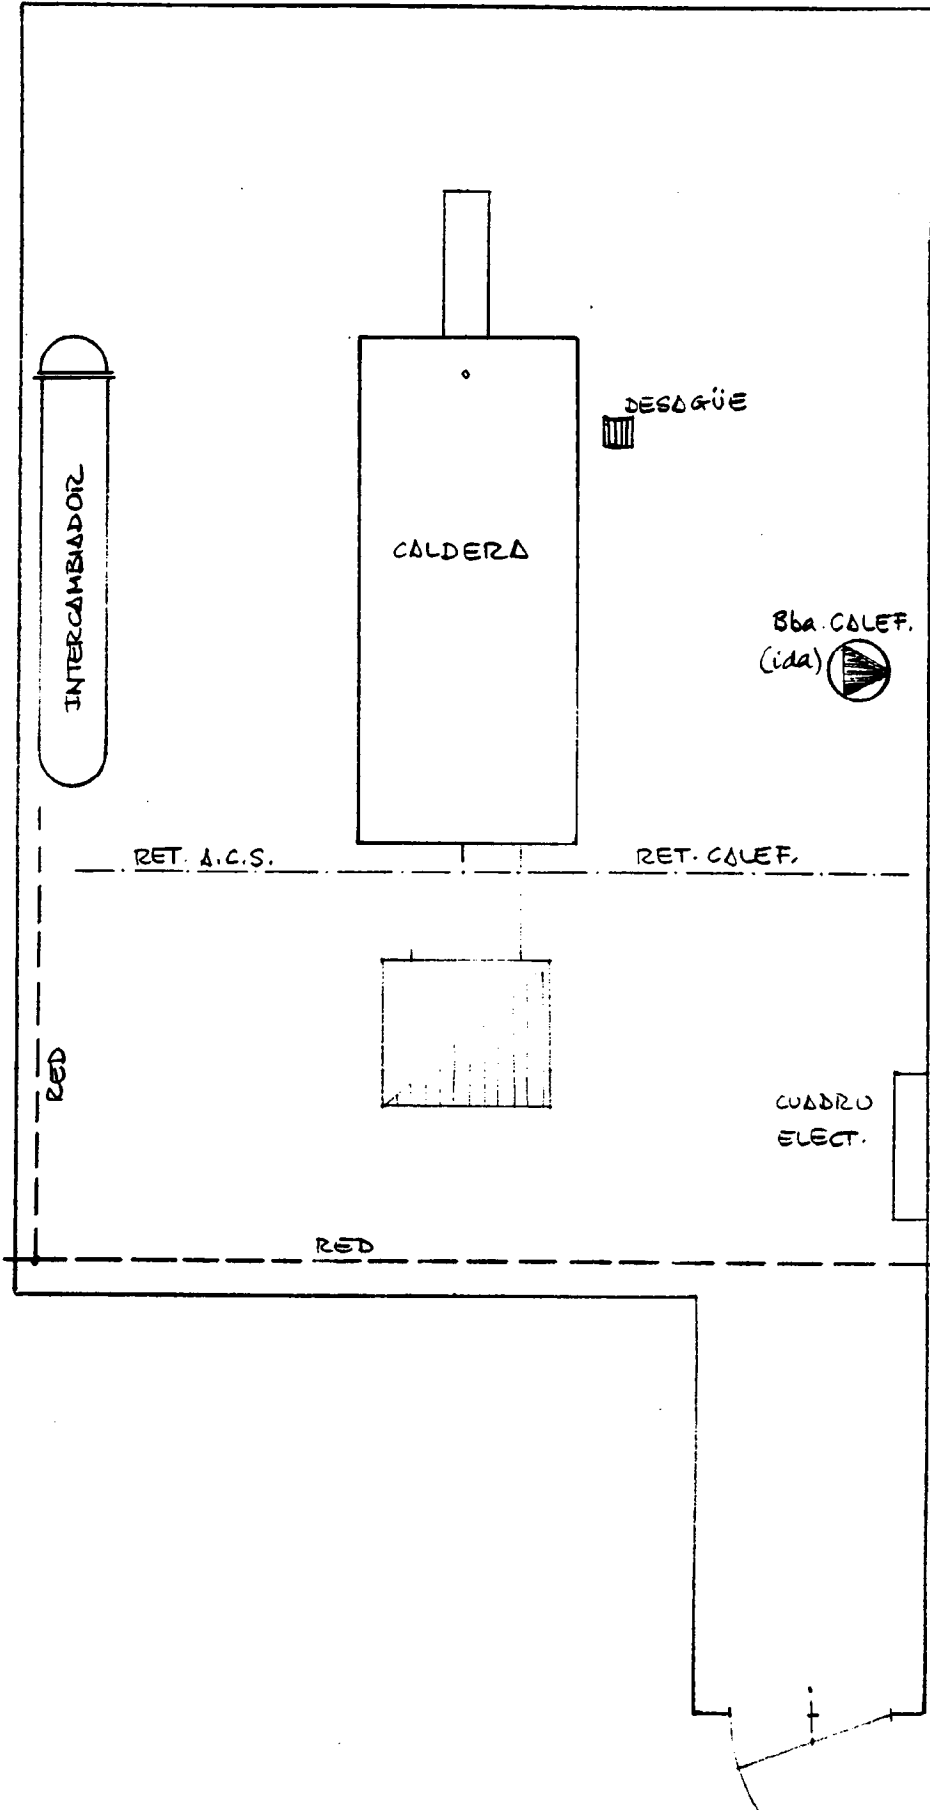 DESAGÜE
INTERCAMBIADOR
CALDERA
Bba. CALEF.
(ida)
RET. A.C.S.
RET. CALEF.
RED
CUADRO
ELECT.
RED